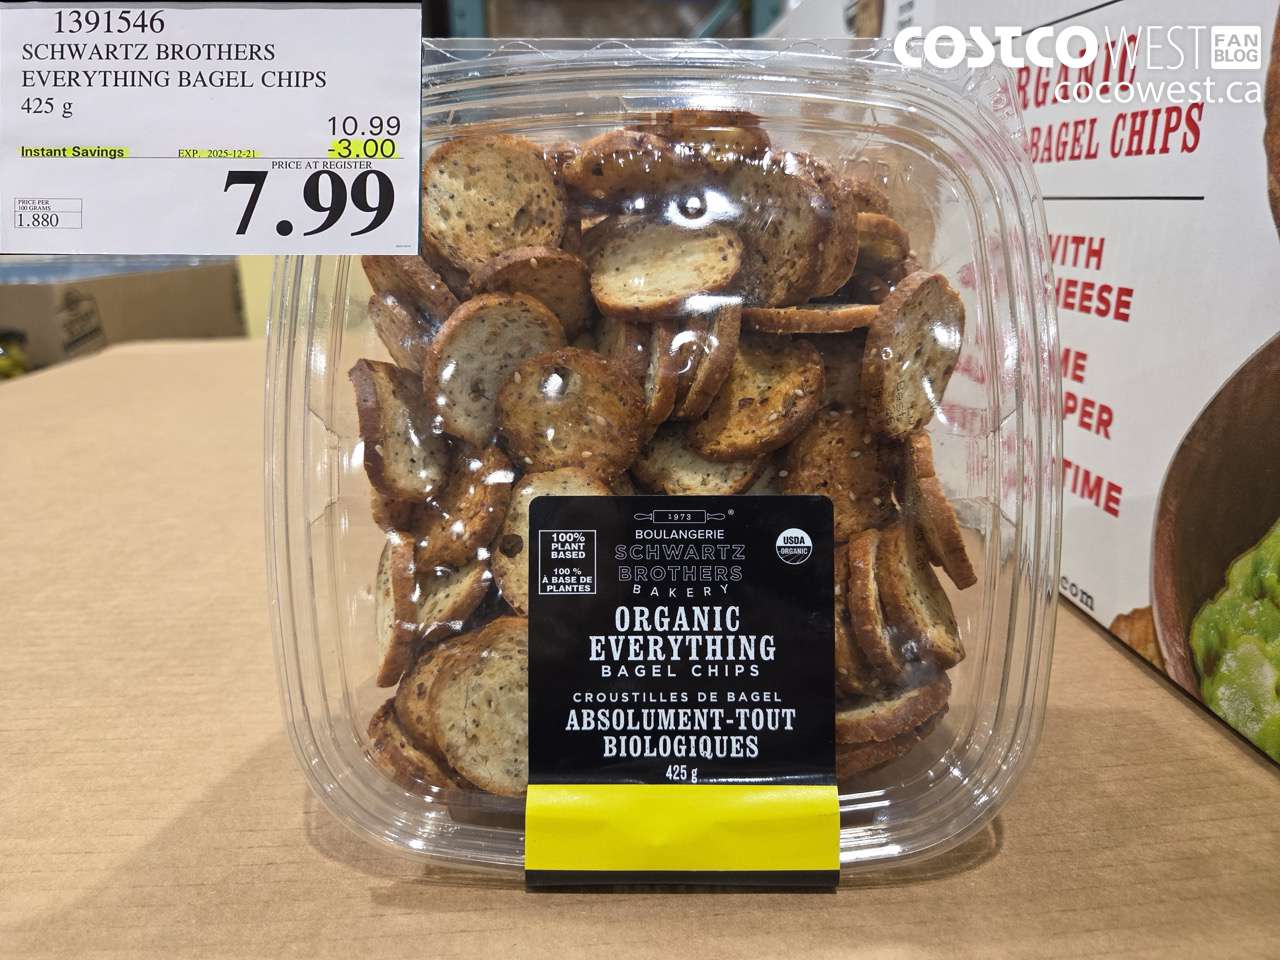 1391546
SCHWARTZ BROTHERS
EVERYTHING BAGEL CHIPS
425 g
10.99
Instant Savings EXP. 2025-12-21 -3.00
PRICE AT REGISTER
7.99
PRICE PER
100 GRAMS
1.880
COSTCO WEST FAN BLOG
cocowest.ca
BAGEL CHIPS
WITH
TIME
.com
1973
BOULANGERIE
SCHWARTZ
BROTHERS
BAKERY
100%
PLANT
BASED
100 %
À BASE DE
PLANTES
USDA
ORGANIC
ORGANIC
EVERYTHING
BAGEL CHIPS
CROUSTILLES DE BAGEL
ABSOLUMENT-TOUT
BIOLOGIQUES
425 g